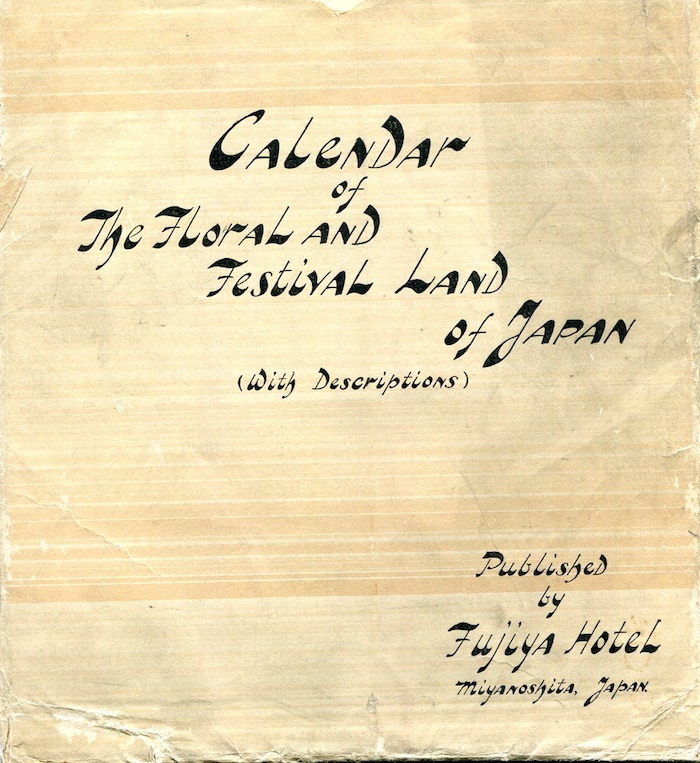 Calendar
of
The Floral and
Festival Land
of Japan
(With Descriptions)
Published
by
Fujiya Hotel
Miyanoshita, Japan.